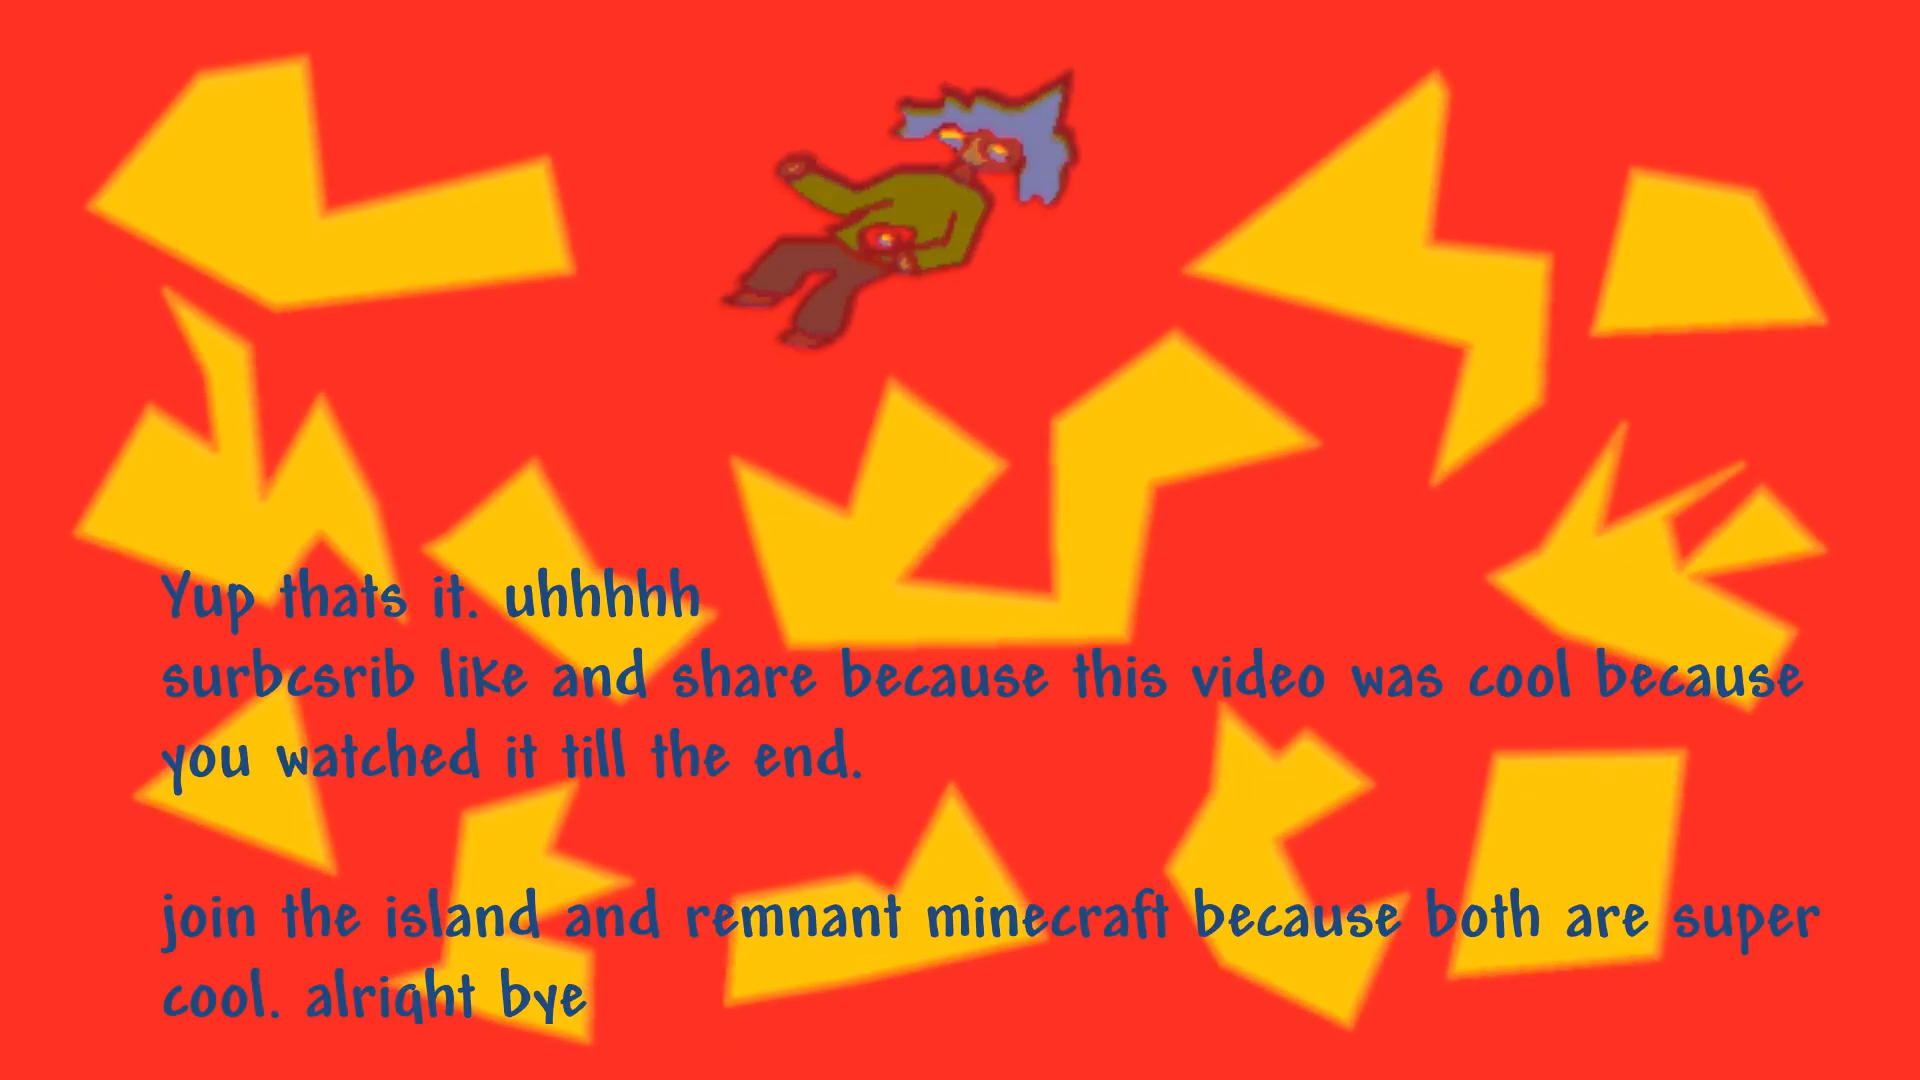 Yup thats it. uhhhhh
surbcsrib like and share because this video was cool because
you watched it till the end.
join the island and remnant minecraft because both are super
cool. alright bye